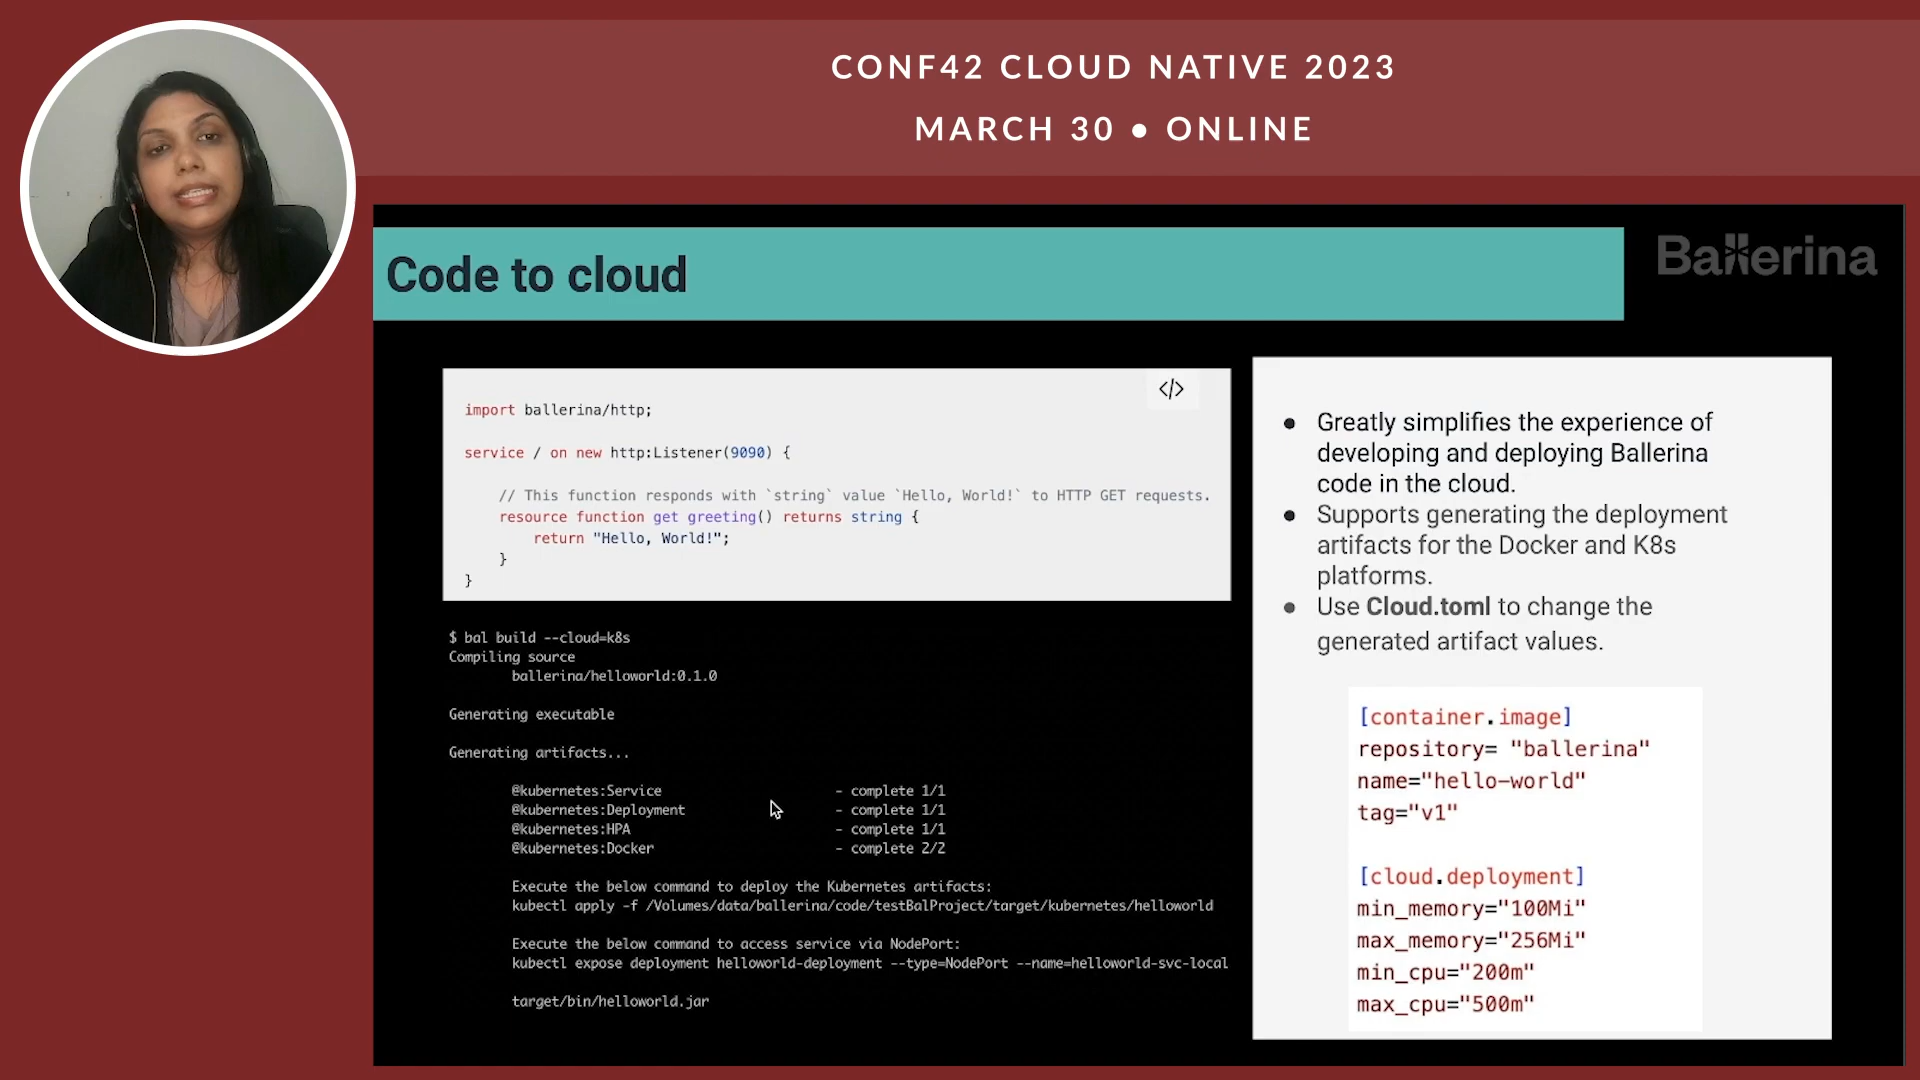 CONF42 CLOUD NATIVE 2023
MARCH 30 ● ONLINE
Code to cloud
Ballerina
</>
import ballerina/http;
service / on new http:Listener(9090) {
// This function responds with `string` value `Hello, World!` to HTTP GET requests.
resource function get greeting() returns string {
return "Hello, World!";
}
}
$ bal build --cloud=k8s
Compiling source
ballerina/helloworld:0.1.0
Generating executable
Generating artifacts...
@kubernetes:Service - complete 1/1
@kubernetes:Deployment - complete 1/1
@kubernetes:HPA - complete 1/1
@kubernetes:Docker - complete 2/2
Execute the below command to deploy the Kubernetes artifacts:
kubectl apply -f /Volumes/data/ballerina/code/testBalProject/target/kubernetes/helloworld
Execute the below command to access service via NodePort:
kubectl expose deployment helloworld-deployment --type=NodePort --name=helloworld-svc-local
target/bin/helloworld.jar
● Greatly simplifies the experience of
developing and deploying Ballerina
code in the cloud.
● Supports generating the deployment
artifacts for the Docker and K8s
platforms.
● Use Cloud.toml to change the
generated artifact values.
[container.image]
repository= "ballerina"
name="hello-world"
tag="v1"
[cloud.deployment]
min_memory="100Mi"
max_memory="256Mi"
min_cpu="200m"
max_cpu="500m"